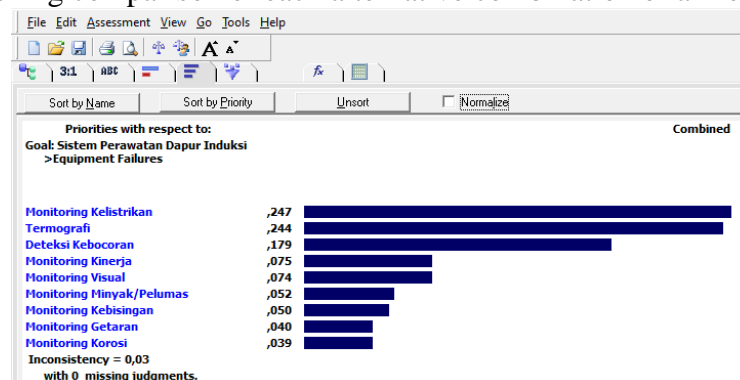 File Edit Assessment View Go Tools Help
A A
3:1 ABC fx
Sort by Name Sort by Priority Unsort Normalize
Priorities with respect to: Combined
Goal: Sistem Perawatan Dapur Induksi
>Equipment Failures
Monitoring Kelistrikan ,247
Termografi ,244
Deteksi Kebocoran ,179
Monitoring Kinerja ,075
Monitoring Visual ,074
Monitoring Minyak/Pelumas ,052
Monitoring Kebisingan ,050
Monitoring Getaran ,040
Monitoring Korosi ,039
Inconsistency = 0,03
with 0 missing judgments.